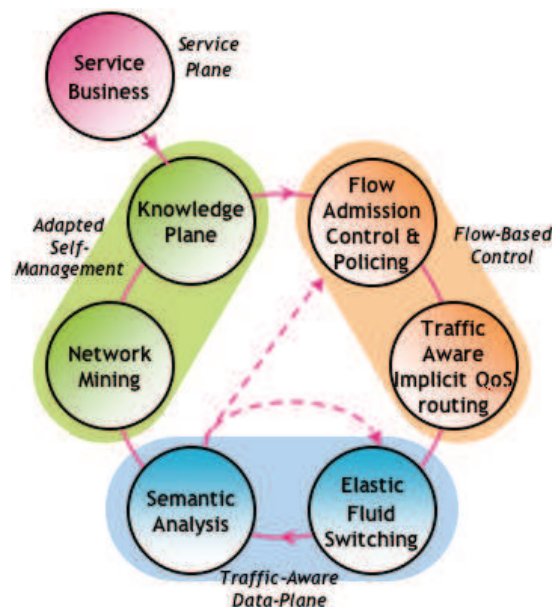 Service
Business
Service
Plane
Knowledge
Plane
Adapted
Self-
Management
Network
Mining
Flow
Admission
Control &
Policing
Flow-Based
Control
Traffic
Aware
Implicit QoS
routing
Semantic
Analysis
Elastic
Fluid
Switching
Traffic-Aware
Data-Plane